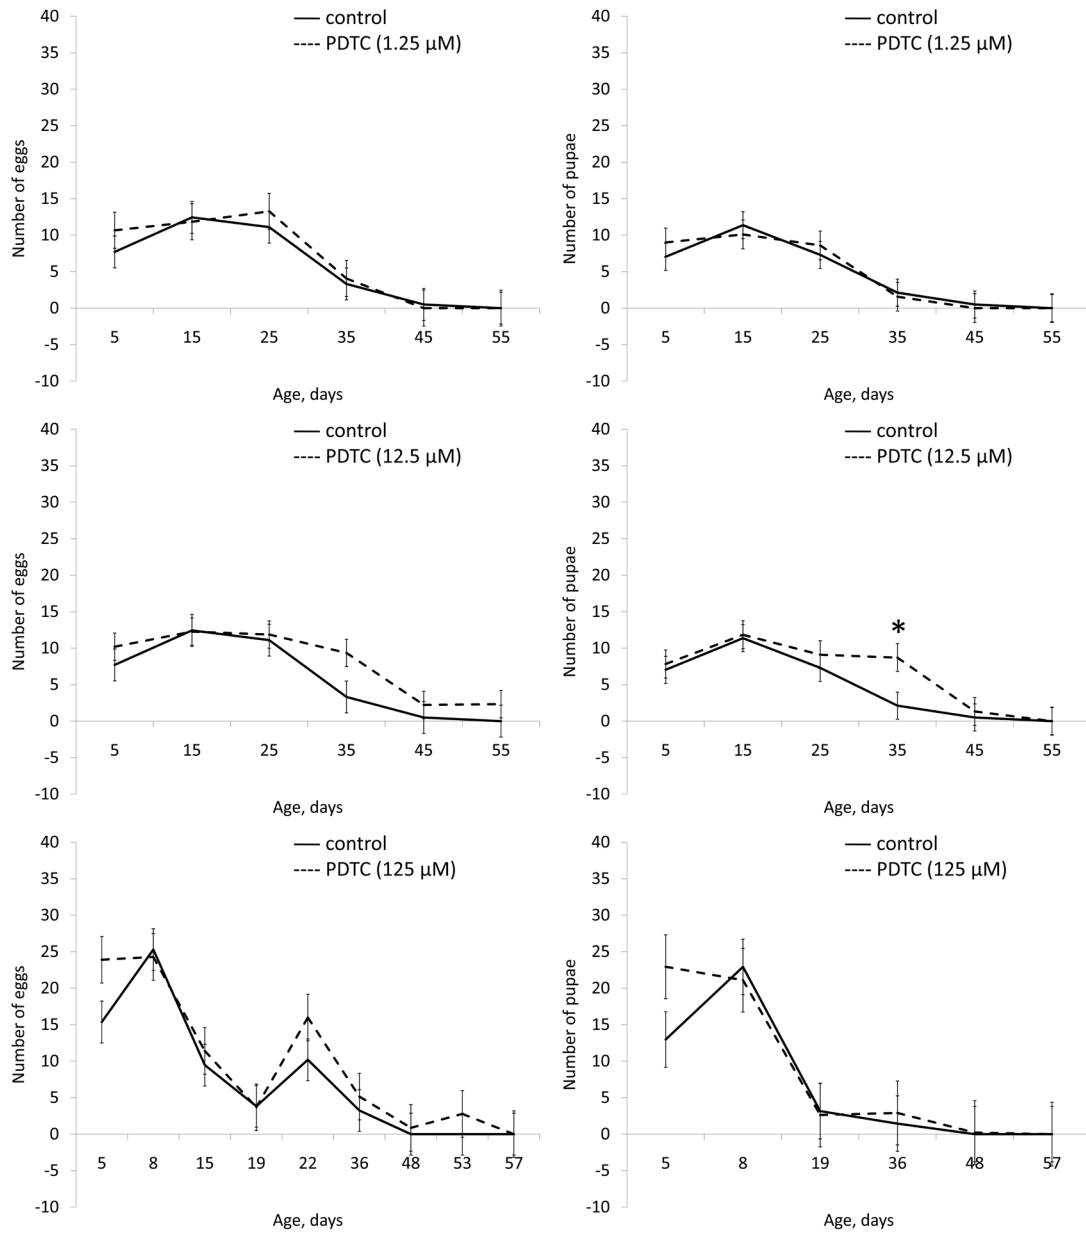 40
35
30
25
20
15
10
5
0
-5
-10
Number of eggs
control
PDTC (1.25 μM)
5 15 25 35 45 55
Age, days
40
35
30
25
20
15
10
5
0
-5
-10
Number of pupae
control
PDTC (1.25 μM)
5 15 25 35 45 55
Age, days
40
35
30
25
20
15
10
5
0
-5
-10
Number of eggs
control
PDTC (12.5 μM)
5 15 25 35 45 55
Age, days
40
35
30
25
20
15
10
5
0
-5
-10
Number of pupae
control
PDTC (12.5 μM)
*
5 15 25 35 45 55
Age, days
40
35
30
25
20
15
10
5
0
-5
-10
Number of eggs
control
PDTC (125 μM)
5 8 15 19 22 36 48 53 57
Age, days
40
35
30
25
20
15
10
5
0
-5
-10
Number of pupae
control
PDTC (125 μM)
5 8 19 36 48 57
Age, days